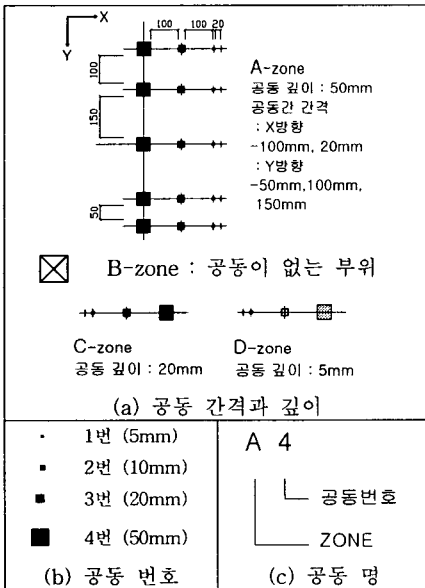 X
Y
100
100
20
100
150
50
A-zone
공동 깊이 : 50mm
공동간 간격
: X방향
-100mm, 20mm
: Y방향
-50mm,100mm,
150mm
B-zone : 공동이 없는 부위
C-zone
공동 깊이 : 20mm
D-zone
공동 깊이 : 5mm
(a) 공동 간격과 깊이
1번 (5mm)
2번 (10mm)
3번 (20mm)
4번 (50mm)
(b) 공동 번호
A 4
공동번호
ZONE
(c) 공동 명